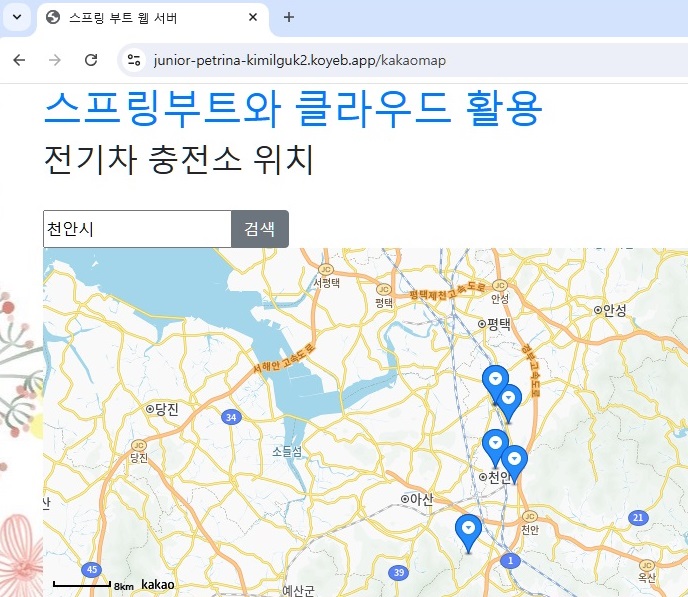 스프링 부트 웹 서버
junior-petrina-kimilguk2.koyeb.app/kakaomap
스프링부트와 클라우드 활용
전기차 충전소 위치
천안시 검색
JC
서평택
JC
평택
평택제천고속도로
JC
안성
안성
평택
서해안 고속도로
경부고속도로
당진
34
JC
당진
소들섬
천안
아산
JC
천안
21
1
45
39
JC
옥산
예산군
8km kakao